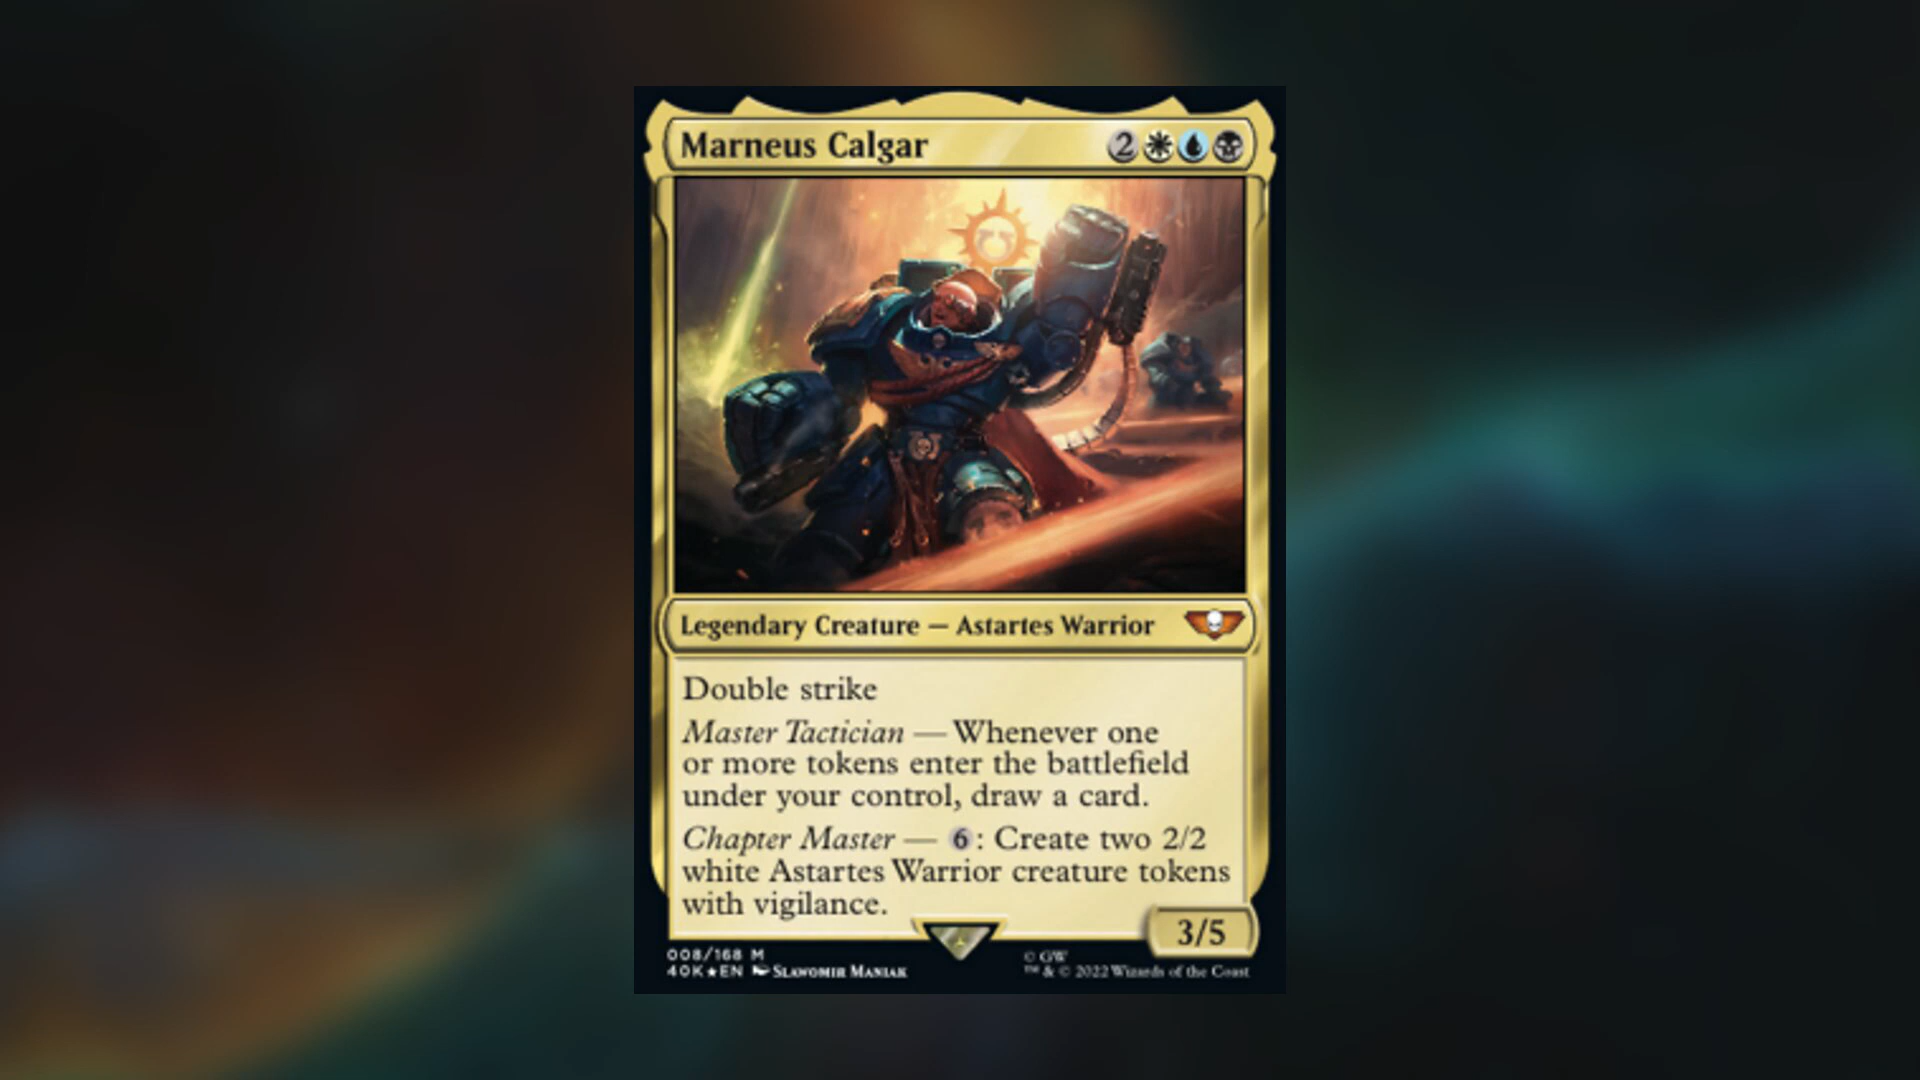 Marneus Calgar 2
Legendary Creature — Astartes Warrior
Double strike
Master Tactician — Whenever one
or more tokens enter the battlefield
under your control, draw a card.
Chapter Master — 6: Create two 2/2
white Astartes Warrior creature tokens
with vigilance.
3/5
008/168 M
40K★EN Slawomir Maniak
© GW
™ & © 2022 Wizards of the Coast